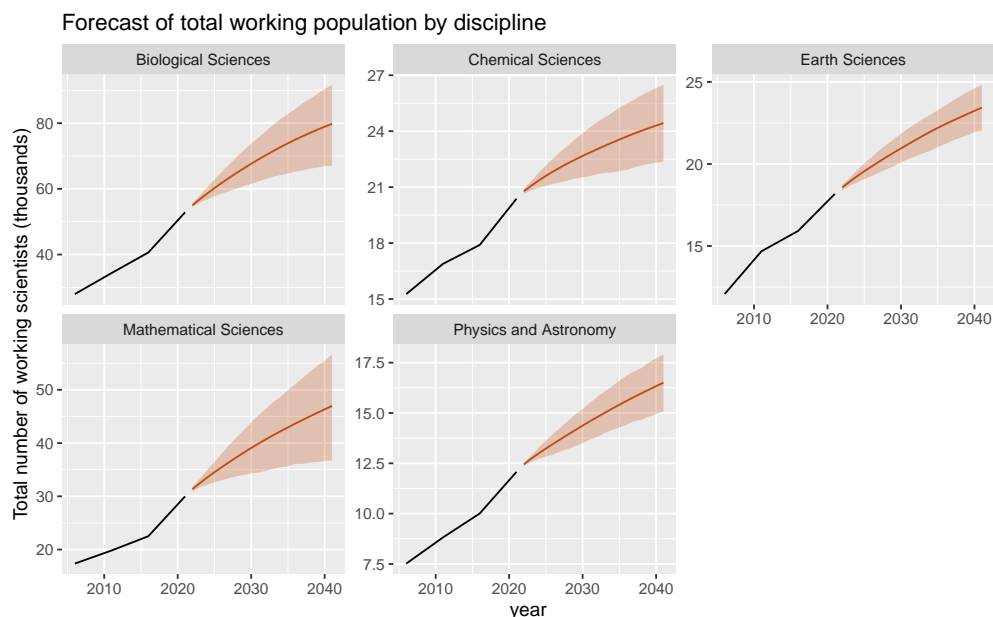 Forecast of total working population by discipline
Total number of working scientists (thousands)
Biological Sciences
80
60
40
Chemical Sciences
27
24
21
18
15
Earth Sciences
25
20
15
2010 2020 2030 2040
Mathematical Sciences
50
40
30
20
2010 2020 2030 2040
Physics and Astronomy
17.5
15.0
12.5
10.0
7.5
2010 2020 2030 2040
year